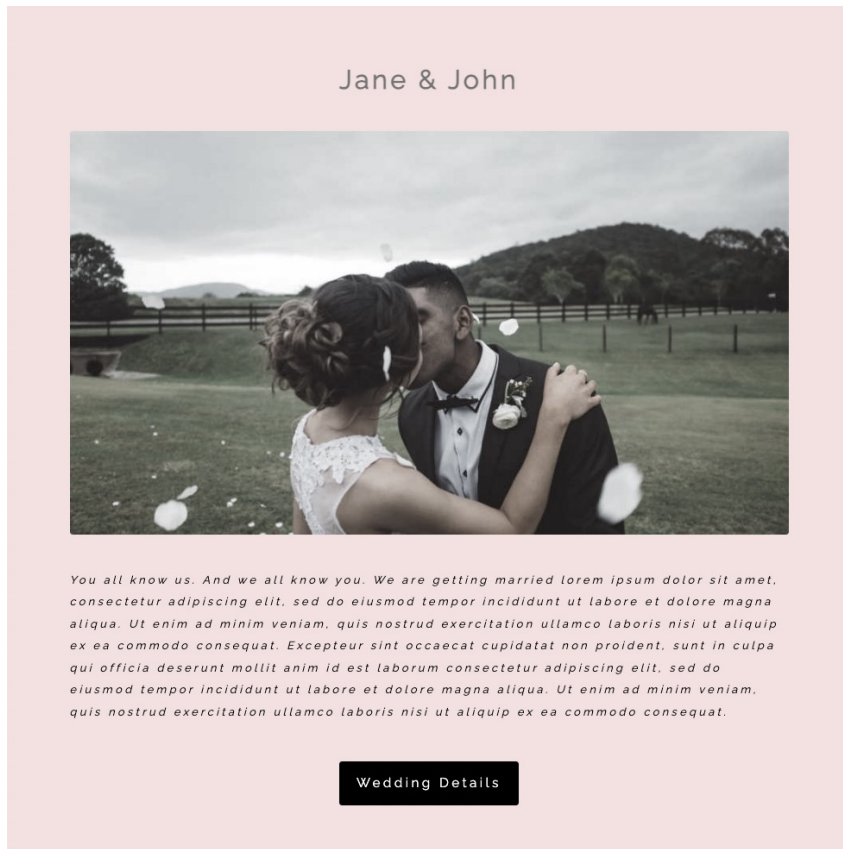 Jane & John
You all know us. And we all know you. We are getting married lorem ipsum dolor sit amet,
consectetur adipiscing elit, sed do eiusmod tempor incididunt ut labore et dolore magna
aliqua. Ut enim ad minim veniam, quis nostrud exercitation ullamco laboris nisi ut aliquip
ex ea commodo consequat. Excepteur sint occaecat cupidatat non proident, sunt in culpa
qui officia deserunt mollit anim id est laborum consectetur adipiscing elit, sed do
eiusmod tempor incididunt ut labore et dolore magna aliqua. Ut enim ad minim veniam,
quis nostrud exercitation ullamco laboris nisi ut aliquip ex ea commodo consequat.
Wedding Details